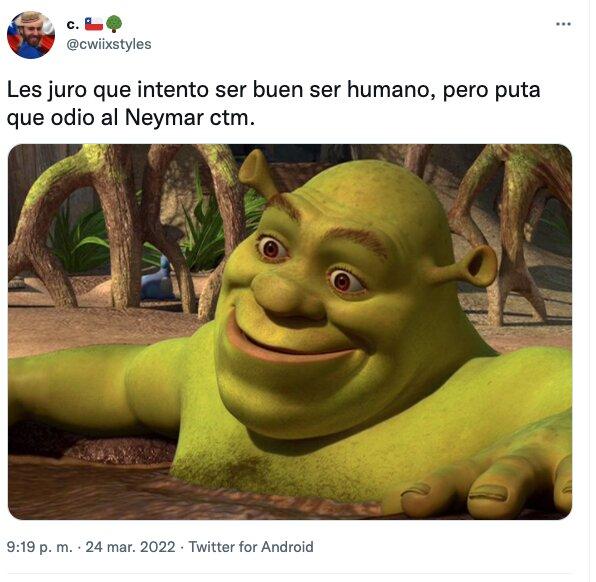 c. 🇨🇱🌳
@cwiixstyles
Les juro que intento ser buen ser humano, pero puta
que odio al Neymar ctm.
9:19 p. m. · 24 mar. 2022 · Twitter for Android